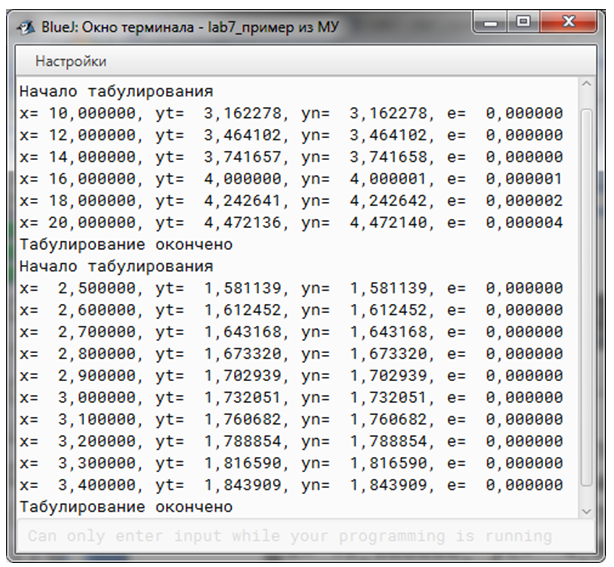 BlueJ: Окно терминала - lab7_пример из МУ
Настройки
Начало табулирования
x= 10,000000, yt=  3,162278, yn=  3,162278, e=  0,000000
x= 12,000000, yt=  3,464102, yn=  3,464102, e=  0,000000
x= 14,000000, yt=  3,741657, yn=  3,741658, e=  0,000000
x= 16,000000, yt=  4,000000, yn=  4,000001, e=  0,000001
x= 18,000000, yt=  4,242641, yn=  4,242642, e=  0,000002
x= 20,000000, yt=  4,472136, yn=  4,472140, e=  0,000004
Табулирование окончено
Начало табулирования
x=  2,500000, yt=  1,581139, yn=  1,581139, e=  0,000000
x=  2,600000, yt=  1,612452, yn=  1,612452, e=  0,000000
x=  2,700000, yt=  1,643168, yn=  1,643168, e=  0,000000
x=  2,800000, yt=  1,673320, yn=  1,673320, e=  0,000000
x=  2,900000, yt=  1,702939, yn=  1,702939, e=  0,000000
x=  3,000000, yt=  1,732051, yn=  1,732051, e=  0,000000
x=  3,100000, yt=  1,760682, yn=  1,760682, e=  0,000000
x=  3,200000, yt=  1,788854, yn=  1,788854, e=  0,000000
x=  3,300000, yt=  1,816590, yn=  1,816590, e=  0,000000
x=  3,400000, yt=  1,843909, yn=  1,843909, e=  0,000000
Табулирование окончено
Can only enter input while your programming is running